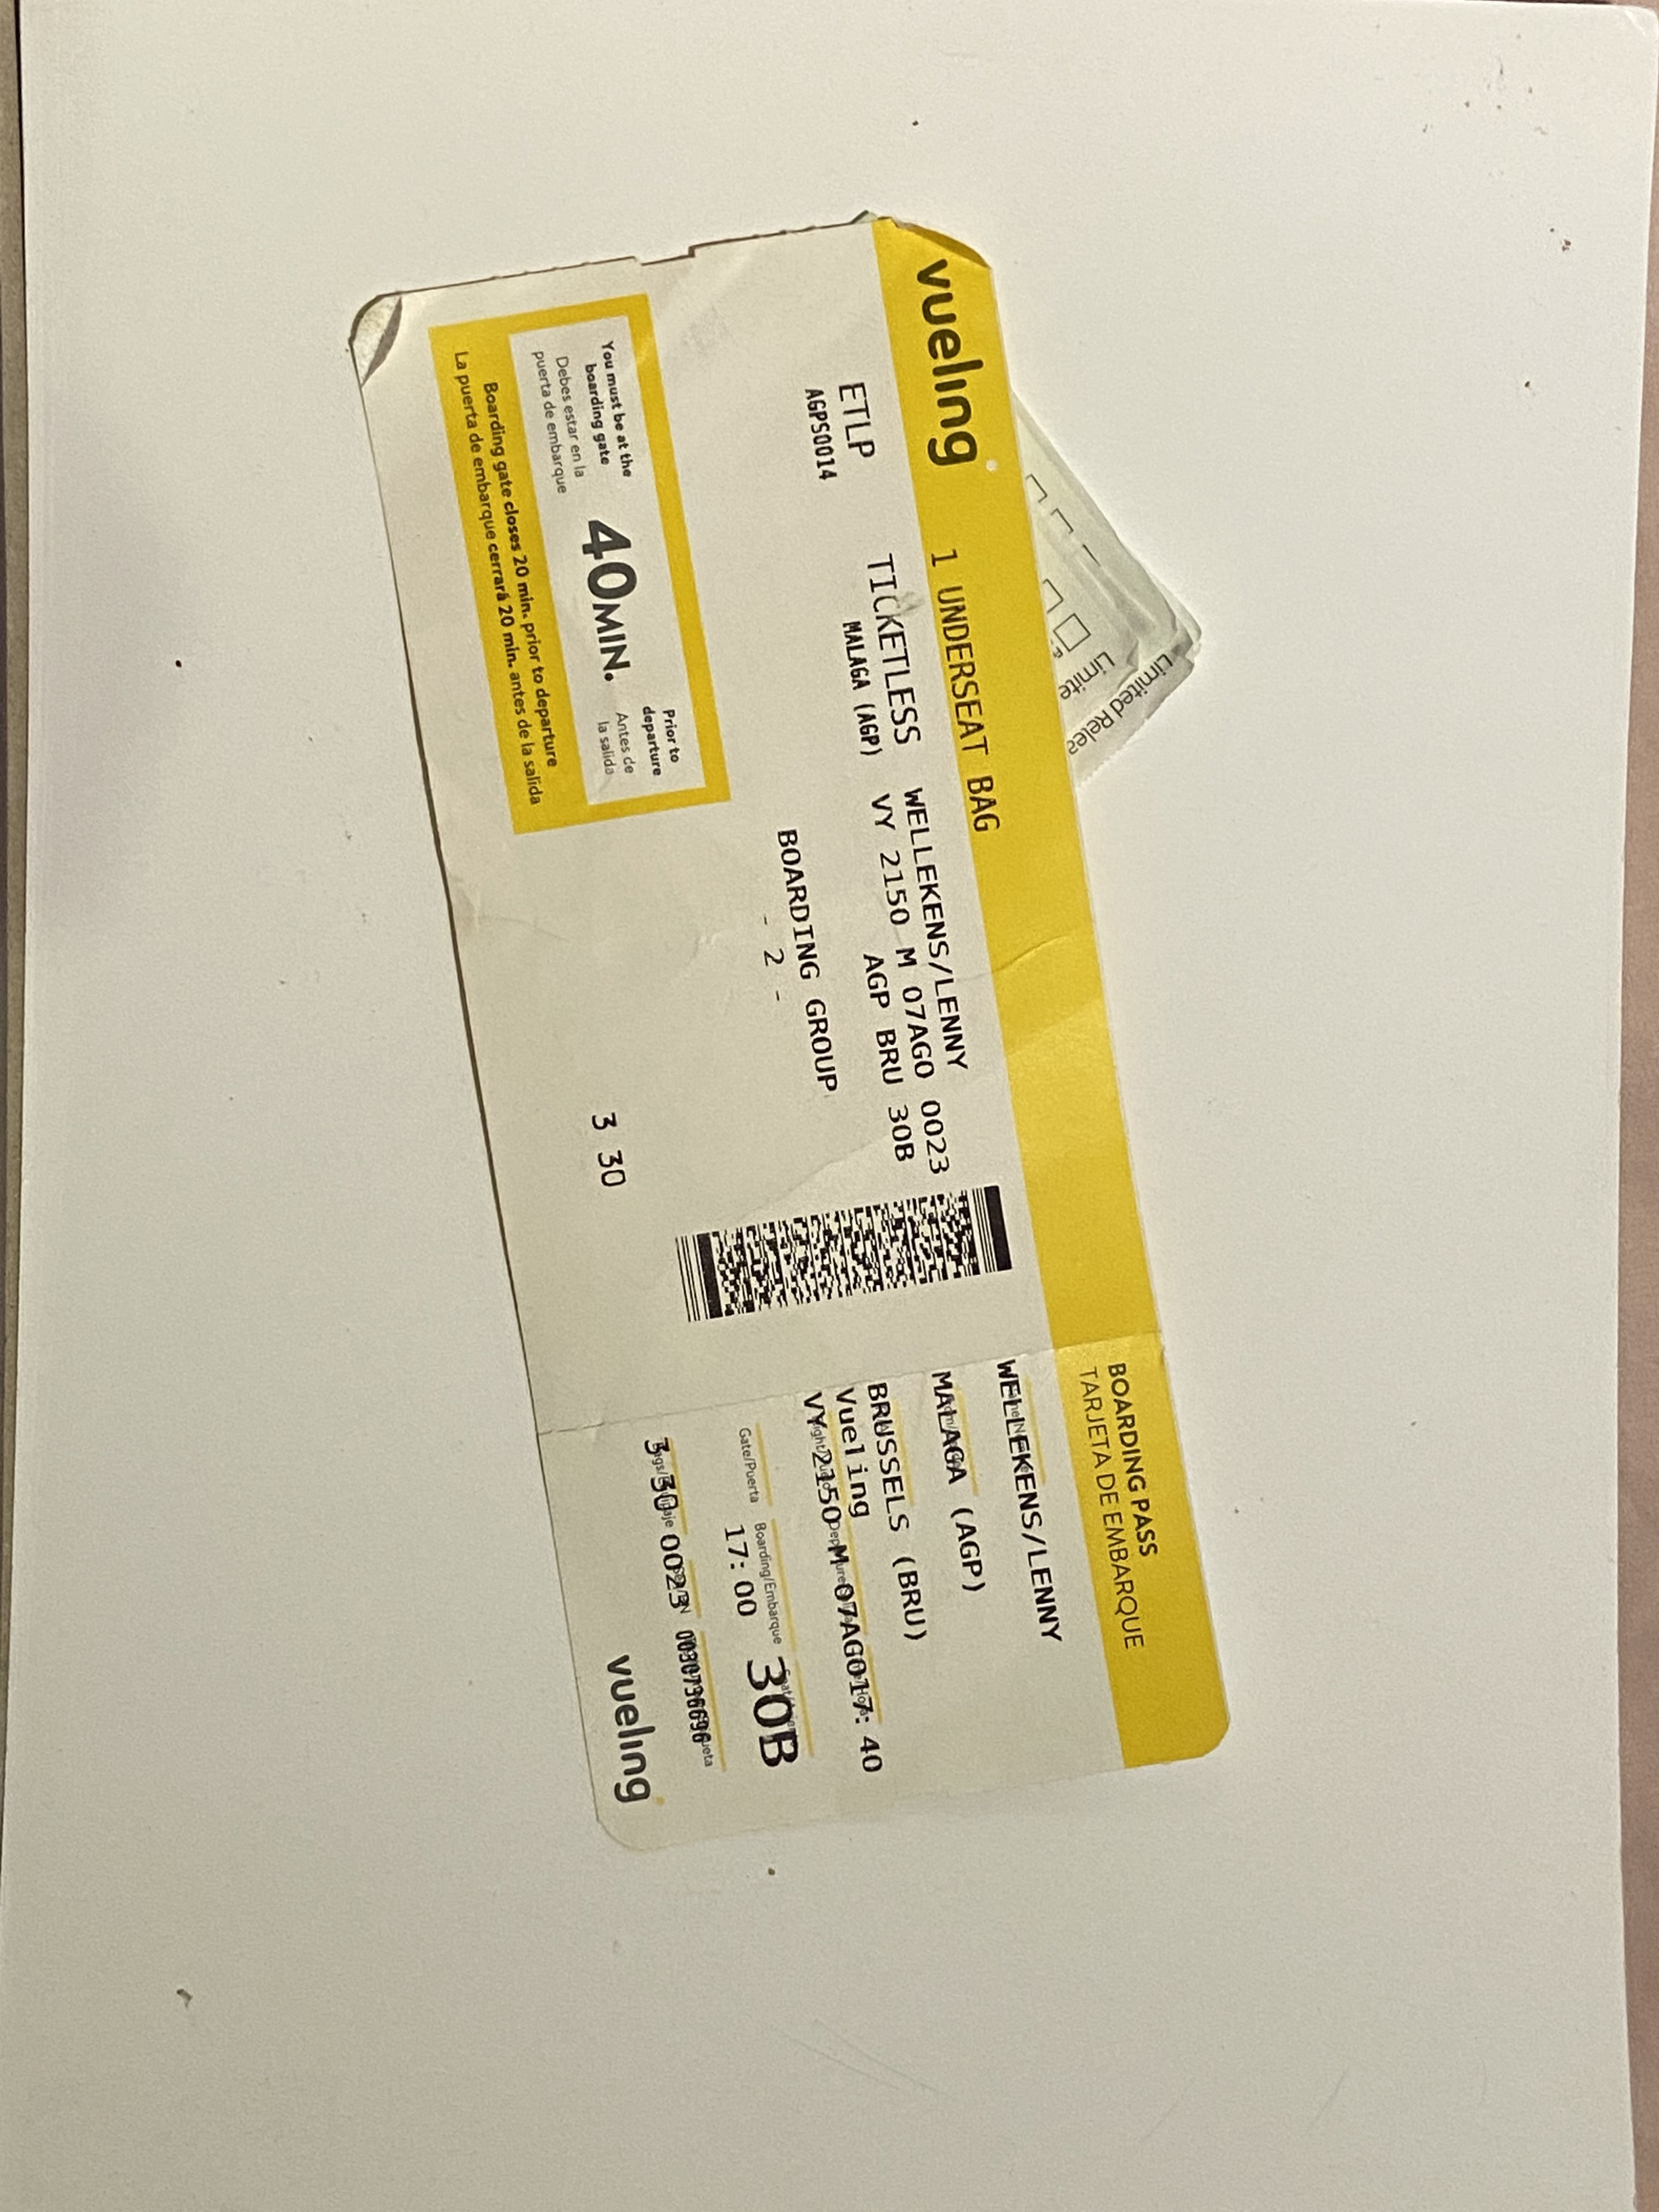 vueling
1 UNDERSEAT BAG
ETLP
TICKETLESS
WELLEKENS/LENNY
AGPS0014
MALAGA (AGP)
VY 2150 M 07AGO 0023
AGP BRU 30B
BOARDING GROUP
- 2 -
You must be at the
boarding gate
Debes estar en la
puerta de embarque
40MIN.
Prior to
departure
Antes de
la salida
Boarding gate closes 20 min. prior to departure
La puerta de embarque cerrará 20 min. antes de la salida
3 30
BOARDING PASS
TARJETA DE EMBARQUE
WELLEKENS/LENNY
MALAGA (AGP)
BRUSSELS (BRU)
Vueling
VY 2150 M 07AGO17:40
Gate/Puerta
Boarding/Embarque
17:00
30B
3 30
0023
vueling
Limited Relea
Limite